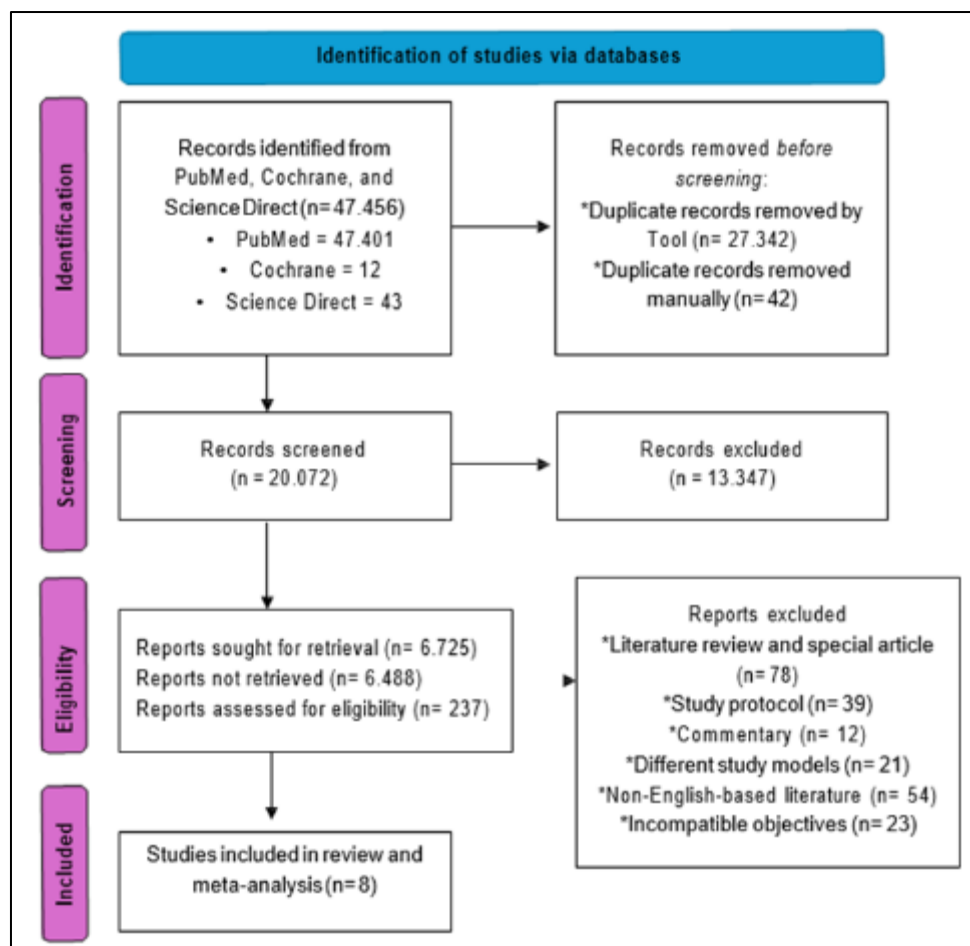 Identification of studies via databases
Identification
Records identified from
PubMed, Cochrane, and
Science Direct (n= 47.456)
• PubMed = 47.401
• Cochrane = 12
• Science Direct = 43
Records removed before
screening:
*Duplicate records removed by
Tool (n= 27.342)
*Duplicate records removed
manually (n= 42)
Screening
Records screened
(n = 20.072)
Records excluded
(n = 13.347)
Eligibility
Reports sought for retrieval (n= 6.725)
Reports not retrieved (n= 6.488)
Reports assessed for eligibility (n= 237)
Reports excluded
*Literature review and special article
(n= 78)
*Study protocol (n= 39)
*Commentary (n= 12)
*Different study models (n= 21)
*Non-English-based literature (n= 54)
*Incompatible objectives (n= 23)
Included
Studies included in review and
meta-analysis (n= 8)